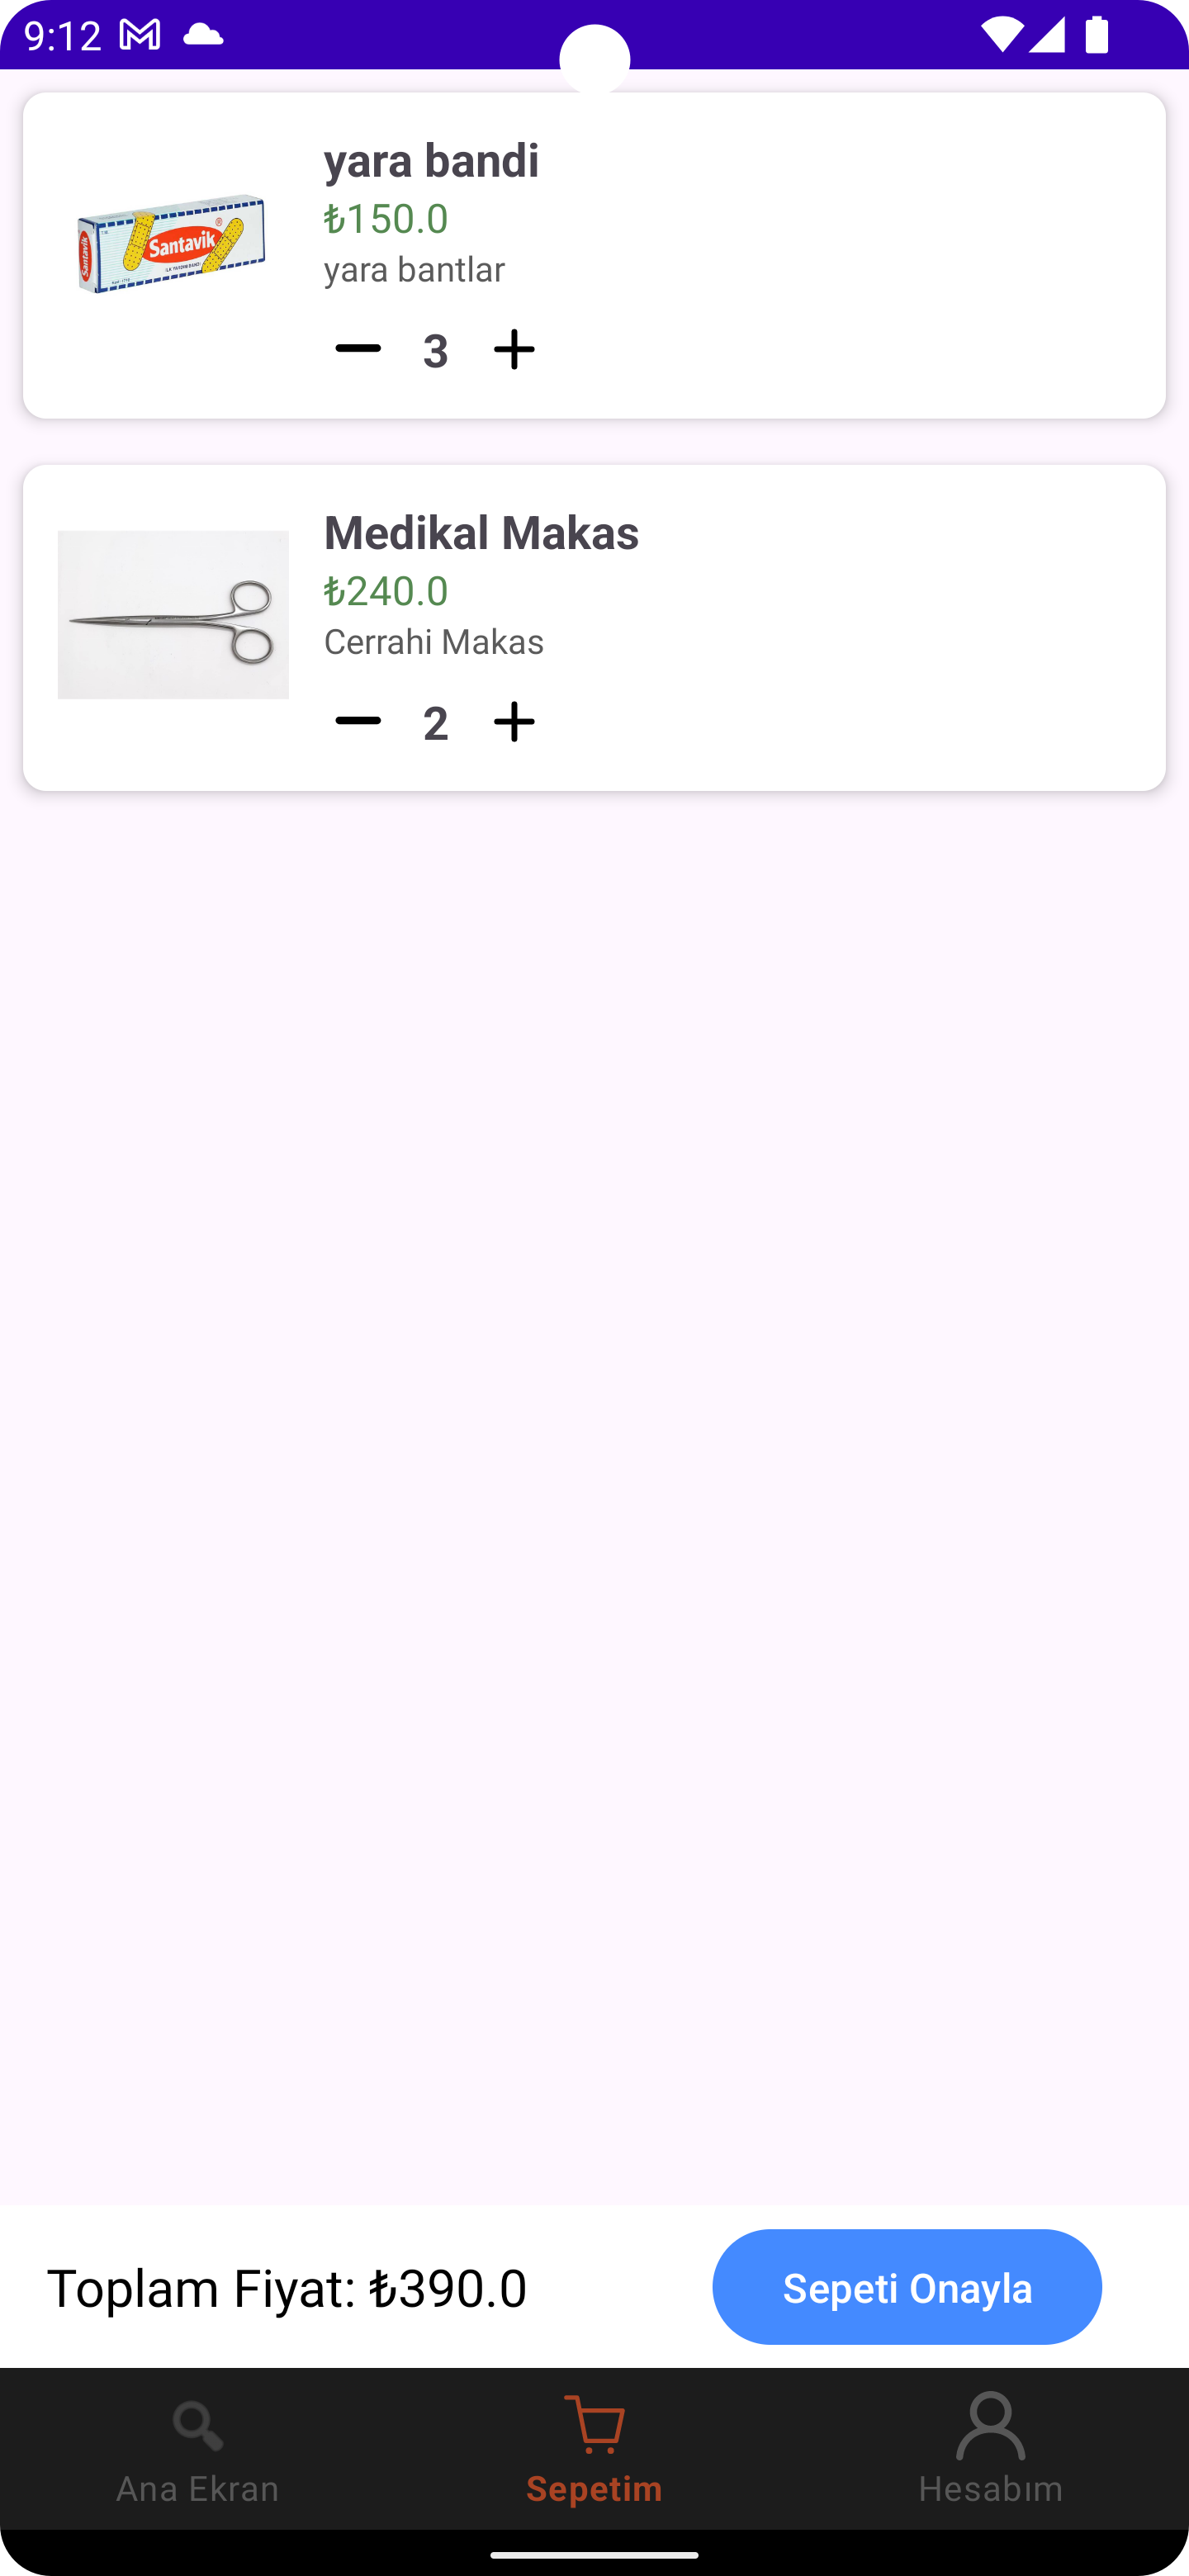 9:12
yara bandi
₺150.0
yara bantlar
Santavik
Santavik
3
Medikal Makas
₺240.0
Cerrahi Makas
2
Toplam Fiyat: ₺390.0
Sepeti Onayla
Ana Ekran
Sepetim
Hesabım